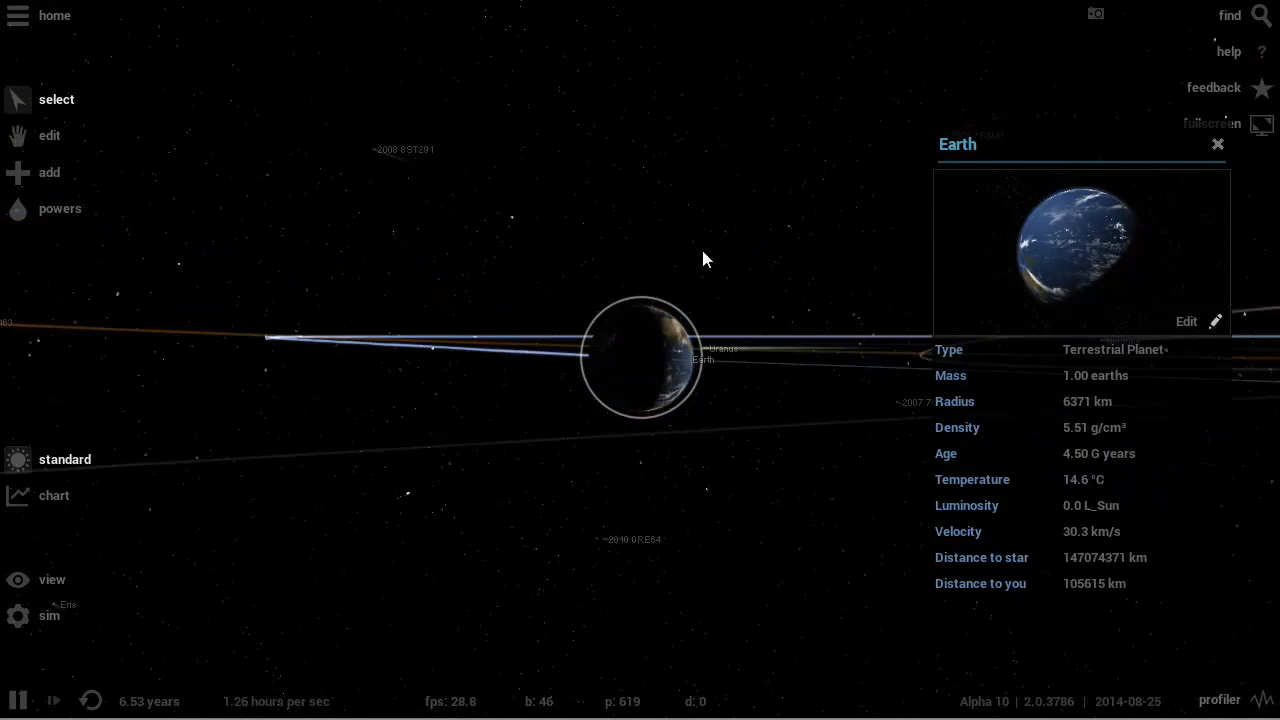 home
find
help
select
feedback
edit
fullscreen
Earth
2008 8ST291
add
powers
Edit
Uranus
Earth
Type Terrestrial Planet
Mass 1.00 earths
Radius 6371 km
2007 7
Density 5.51 g/cm³
Age 4.50 G years
standard
Temperature 14.6 °C
chart
Luminosity 0.0 L_Sun
Velocity 30.3 km/s
2010 0RE64
Distance to star 147074371 km
view
Distance to you 105615 km
Eris
sim
6.53 years 1.26 hours per sec fps: 28.8 b: 46 p: 619 d: 0 Alpha 10 | 2.0.3786 | 2014-08-25 profiler